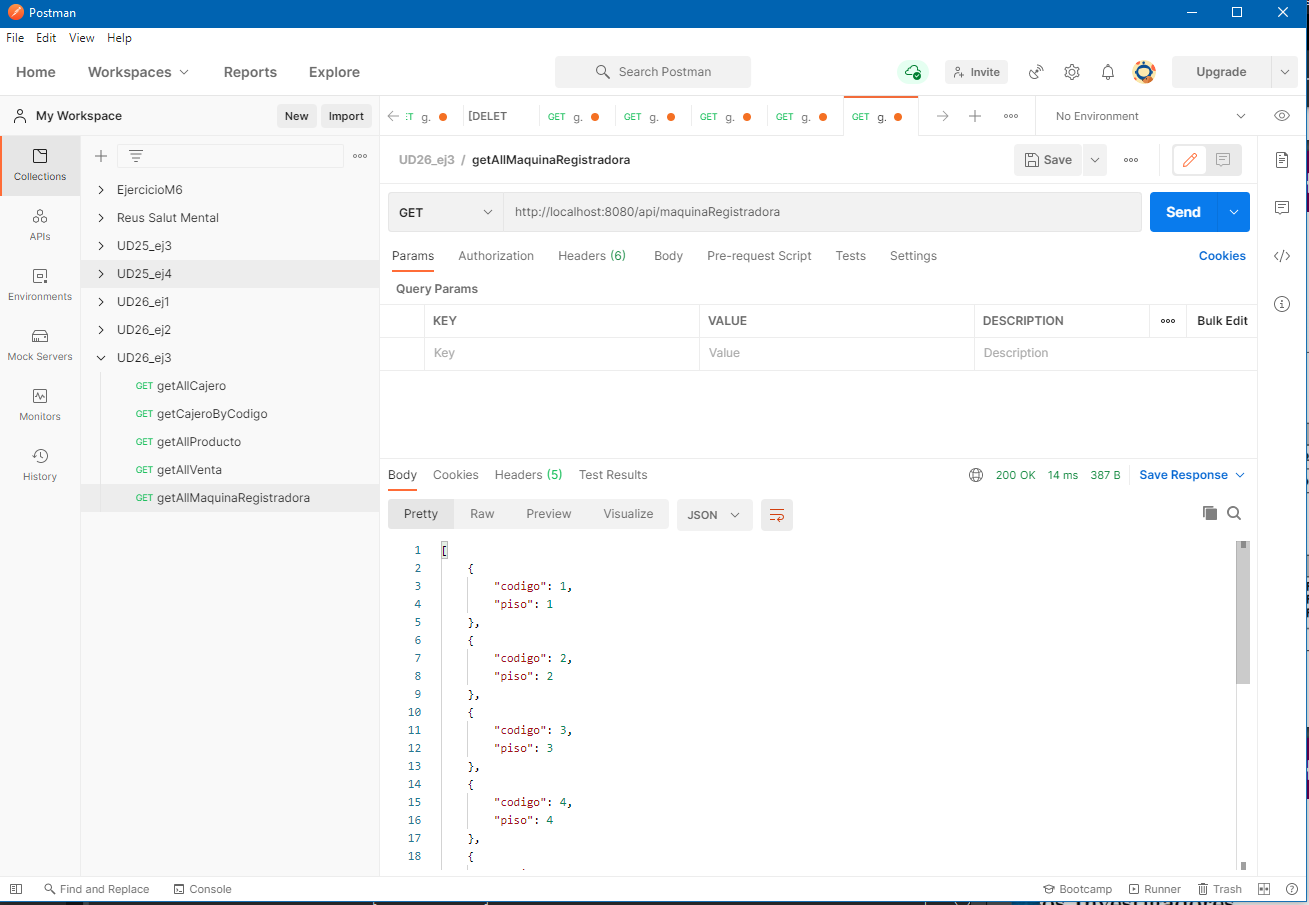 Postman
File Edit View Help
Home Workspaces Reports Explore Search Postman Invite Upgrade
My Workspace New Import
GET g. [DELET GET g. GET g. GET g. GET g. GET g. No Environment
Collections
APIs
Environments
Mock Servers
Monitors
History
EjercicioM6
Reus Salut Mental
UD25_ej3
UD25_ej4
UD26_ej1
UD26_ej2
UD26_ej3
GET getAllCajero
GET getCajeroByCodigo
GET getAllProducto
GET getAllVenta
GET getAllMaquinaRegistradora
UD26_ej3 / getAllMaquinaRegistradora Save
GET http://localhost:8080/api/maquinaRegistradora Send
Params Authorization Headers (6) Body Pre-request Script Tests Settings Cookies
Query Params
KEY VALUE DESCRIPTION Bulk Edit
Key Value Description
Body Cookies Headers (5) Test Results 200 OK 14 ms 387 B Save Response
Pretty Raw Preview Visualize JSON
1 [
2 {
3 "codigo": 1,
4 "piso": 1
5 },
6 {
7 "codigo": 2,
8 "piso": 2
9 },
10 {
11 "codigo": 3,
12 "piso": 3
13 },
14 {
15 "codigo": 4,
16 "piso": 4
17 },
18 {
Find and Replace Console Bootcamp Runner Trash